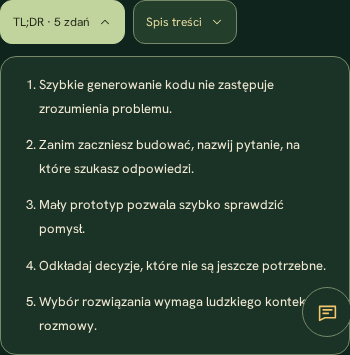 TL;DR · 5 zdań
Spis treści
1. Szybkie generowanie kodu nie zastępuje
zrozumienia problemu.
2. Zanim zaczniesz budować, nazwij pytanie, na
które szukasz odpowiedzi.
3. Mały prototyp pozwala szybko sprawdzić
pomysł.
4. Odkładaj decyzje, które nie są jeszcze potrzebne.
5. Wybór rozwiązania wymaga ludzkiego
rozmowy.